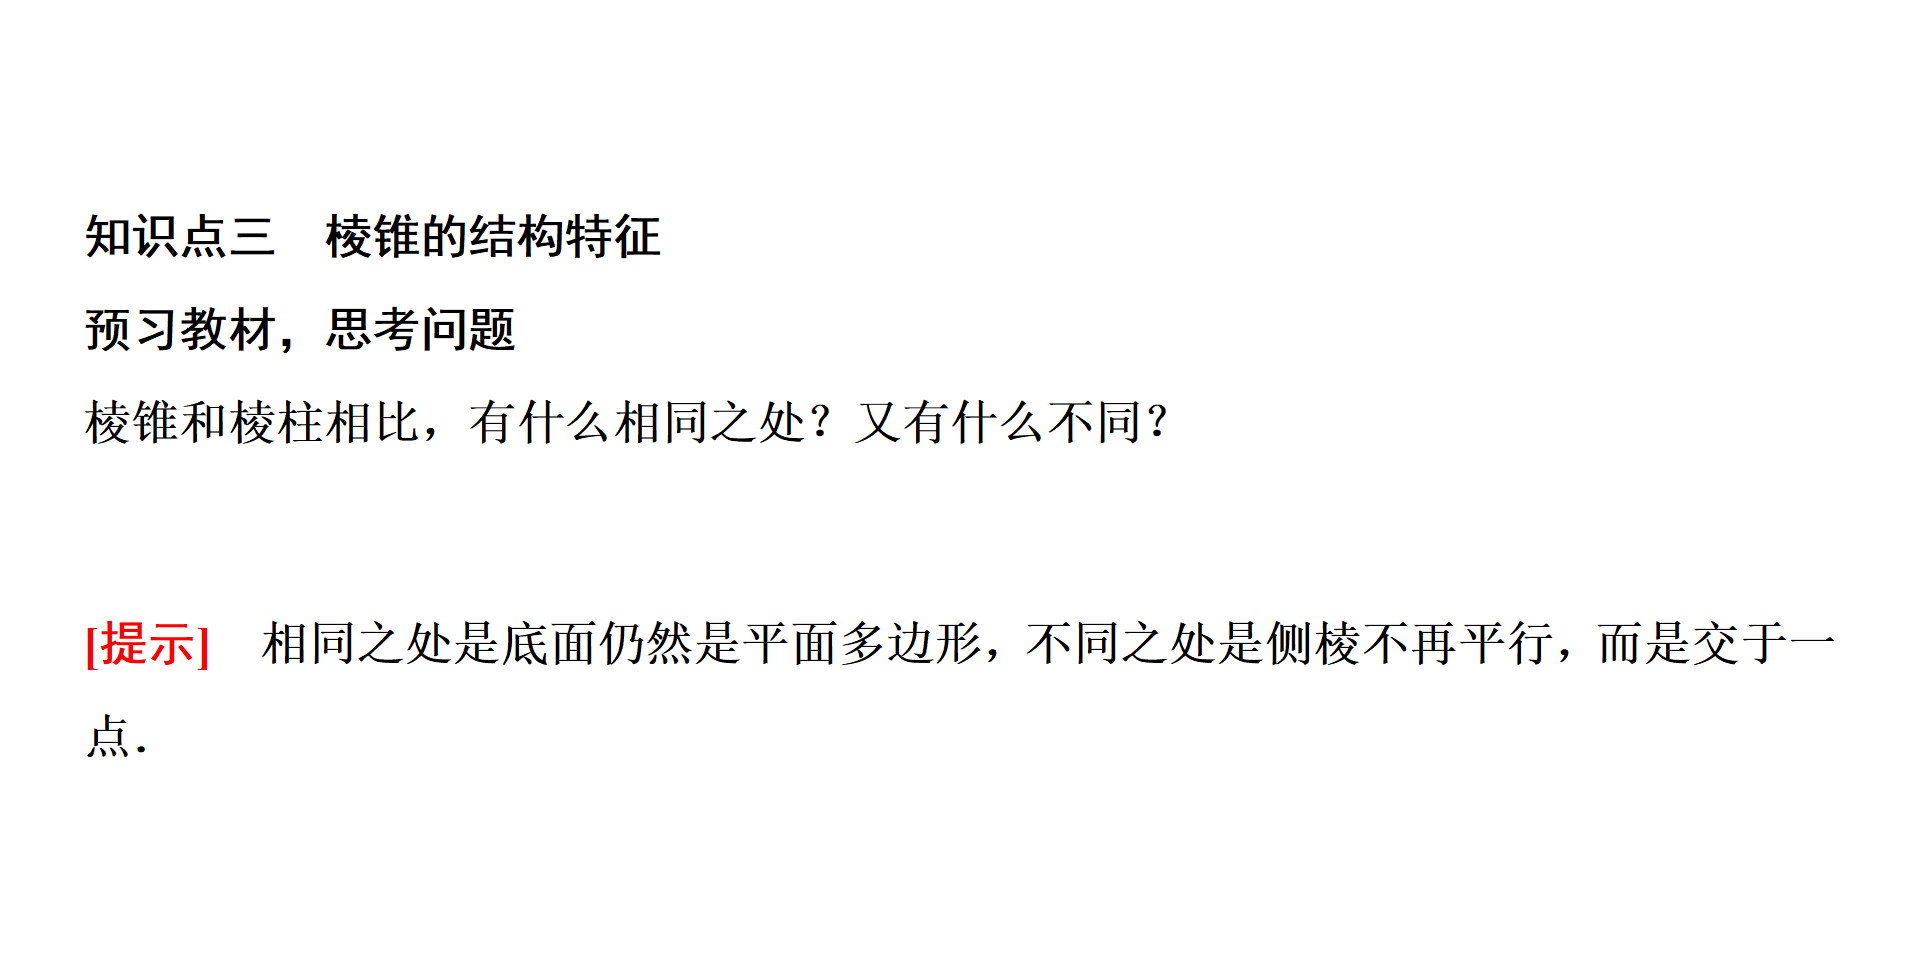 知识点三　棱锥的结构特征
预习教材，思考问题
棱锥和棱柱相比，有什么相同之处？又有什么不同？
[提示]　相同之处是底面仍然是平面多边形，不同之处是侧棱不再平行，而是交于一
点．